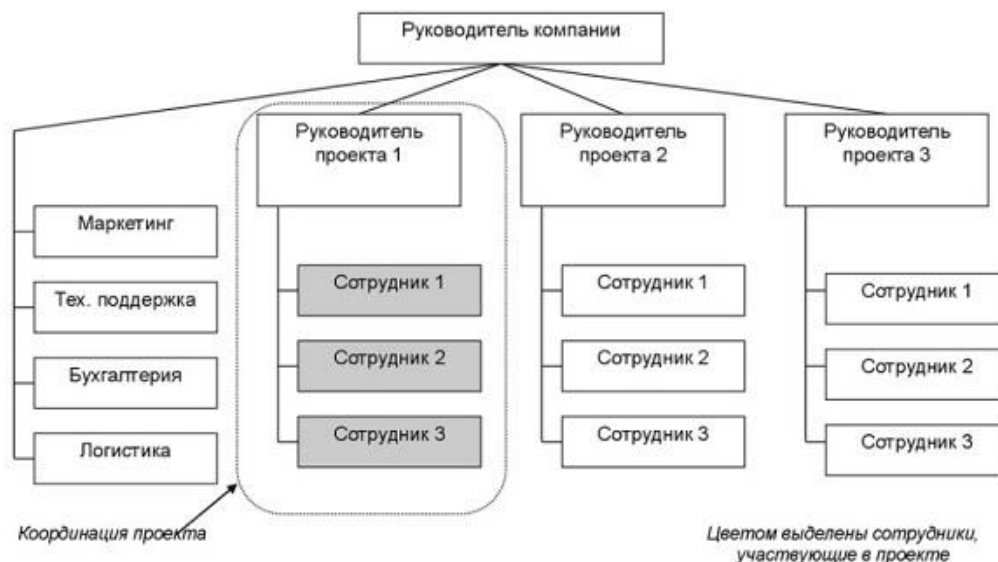 Руководитель компании
Руководитель
проекта 1
Руководитель
проекта 2
Руководитель
проекта 3
Маркетинг
Тех. поддержка
Бухгалтерия
Логистика
Сотрудник 1
Сотрудник 2
Сотрудник 3
Сотрудник 1
Сотрудник 2
Сотрудник 3
Сотрудник 1
Сотрудник 2
Сотрудник 3
Координация проекта
Цветом выделены сотрудники,
участвующие в проекте